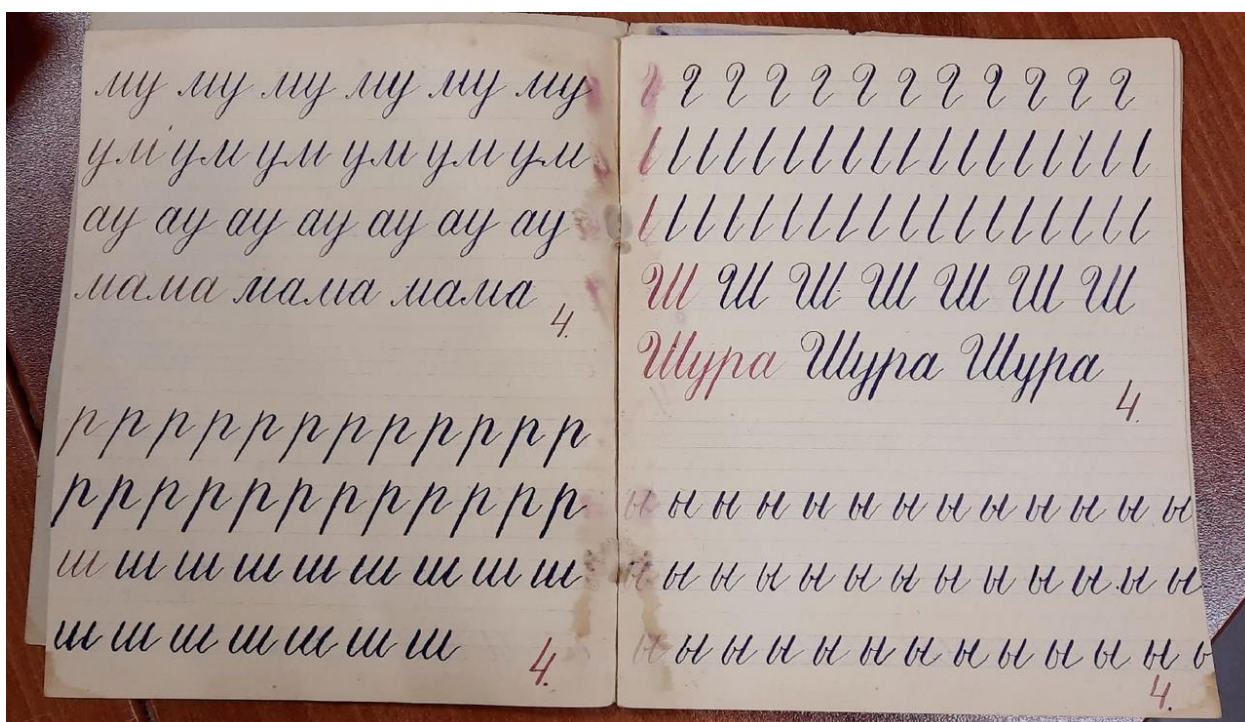 му му му му му му
ум ум ум ум ум ум
ау ау ау ау ау ау ау
мама мама мама
4.
р р р р р р р р р р р р
р р р р р р р р р р р р
ш ш ш ш ш ш ш ш ш
ш ш ш ш ш ш ш
4.
Ш Ш Ш Ш Ш Ш Ш
Шура Шура Шура
4.
ы ы ы ы ы ы ы ы ы ы ы ы ы
ы ы ы ы ы ы ы ы ы ы ы ы ы
ы ы ы ы ы ы ы ы ы ы ы ы
4.